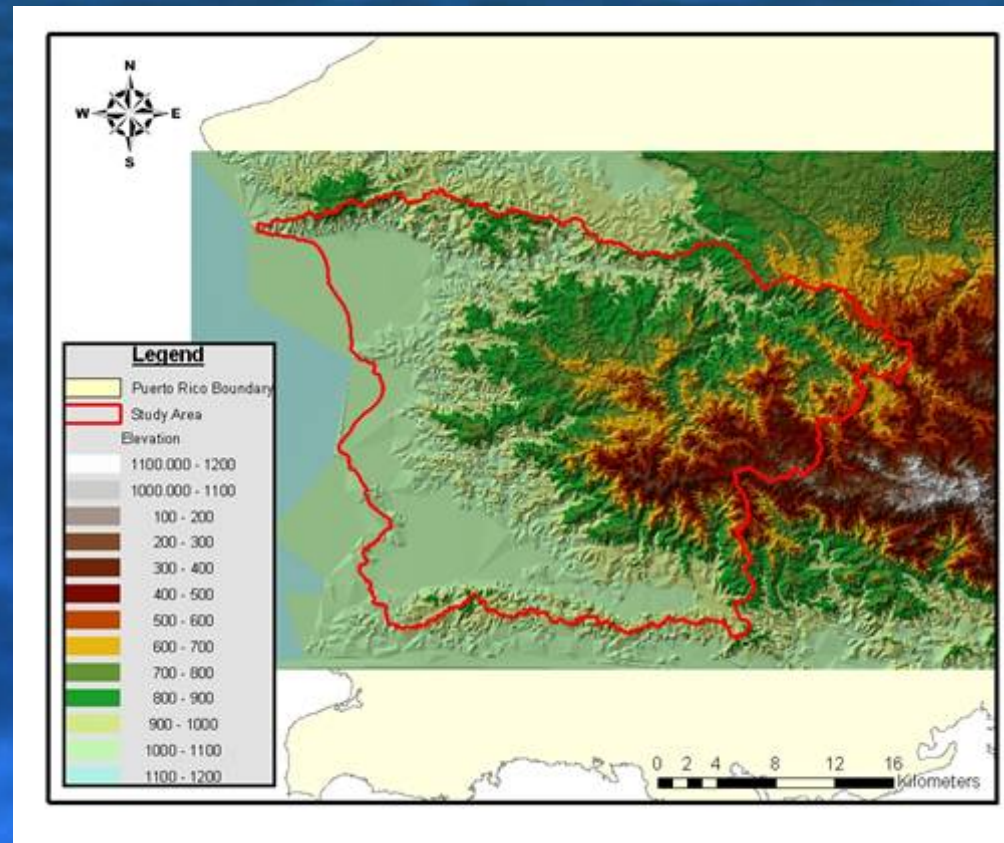 N
W E
S
Legend
Puerto Rico Boundary
Study Area
Elevation
1100.000 - 1200
1000.000 - 1100
100 - 200
200 - 300
300 - 400
400 - 500
500 - 600
600 - 700
700 - 800
800 - 900
900 - 1000
1000 - 1100
1100 - 1200
0 2 4 8 12 16
Kilometers